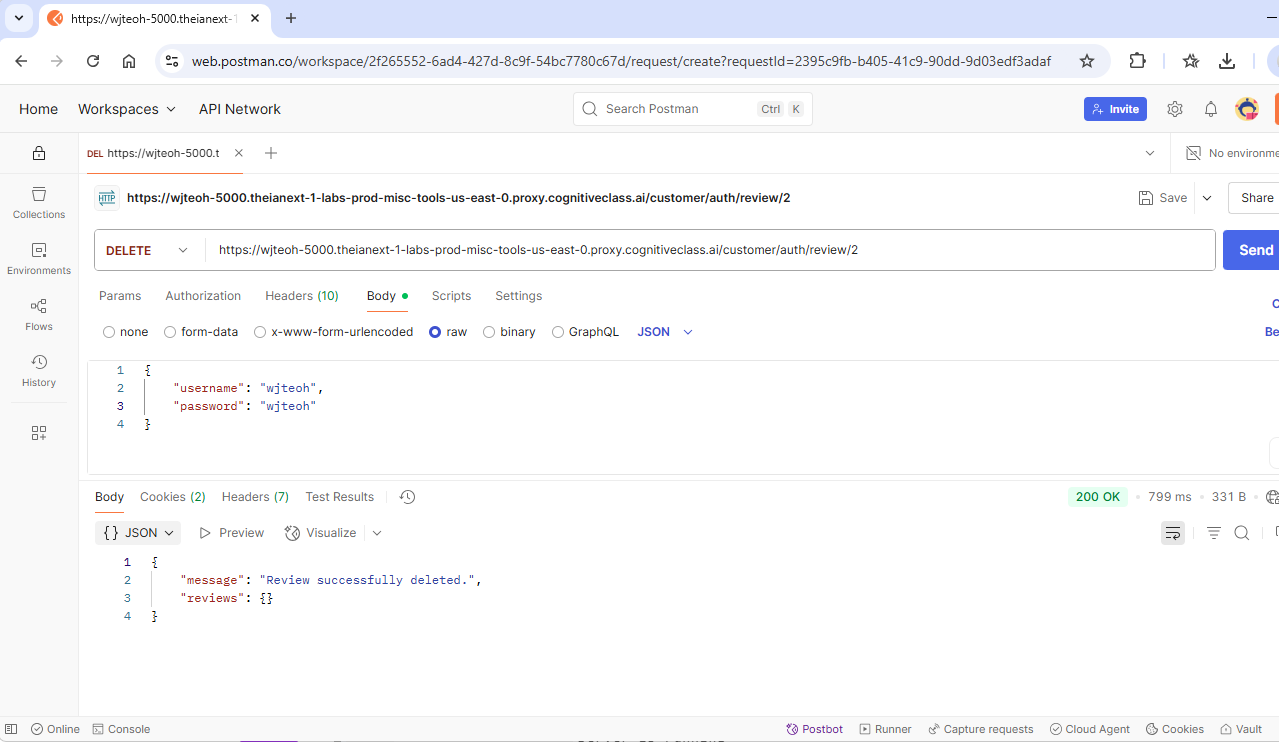 https://wjteoh-5000.theianext-1
web.postman.co/workspace/2f265552-6ad4-427d-8c9f-54bc7780c67d/request/create?requestId=2395c9fb-b405-41c9-90dd-9d03edf3adaf
Home Workspaces API Network Search Postman Ctrl K Invite
DEL https://wjteoh-5000.t No environme
HTTP https://wjteoh-5000.theianext-1-labs-prod-misc-tools-us-east-0.proxy.cognitiveclass.ai/customer/auth/review/2 Save Share
Collections
Environments
Flows
History
DELETE https://wjteoh-5000.theianext-1-labs-prod-misc-tools-us-east-0.proxy.cognitiveclass.ai/customer/auth/review/2 Send
Params Authorization Headers (10) Body Scripts Settings
none form-data x-www-form-urlencoded raw binary GraphQL JSON Be
1 {
2 "username": "wjteoh",
3 "password": "wjteoh"
4 }
Body Cookies (2) Headers (7) Test Results 200 OK 799 ms 331 B
{} JSON Preview Visualize
1 {
2 "message": "Review successfully deleted.",
3 "reviews": {}
4 }
Online Console Postbot Runner Capture requests Cloud Agent Cookies Vault